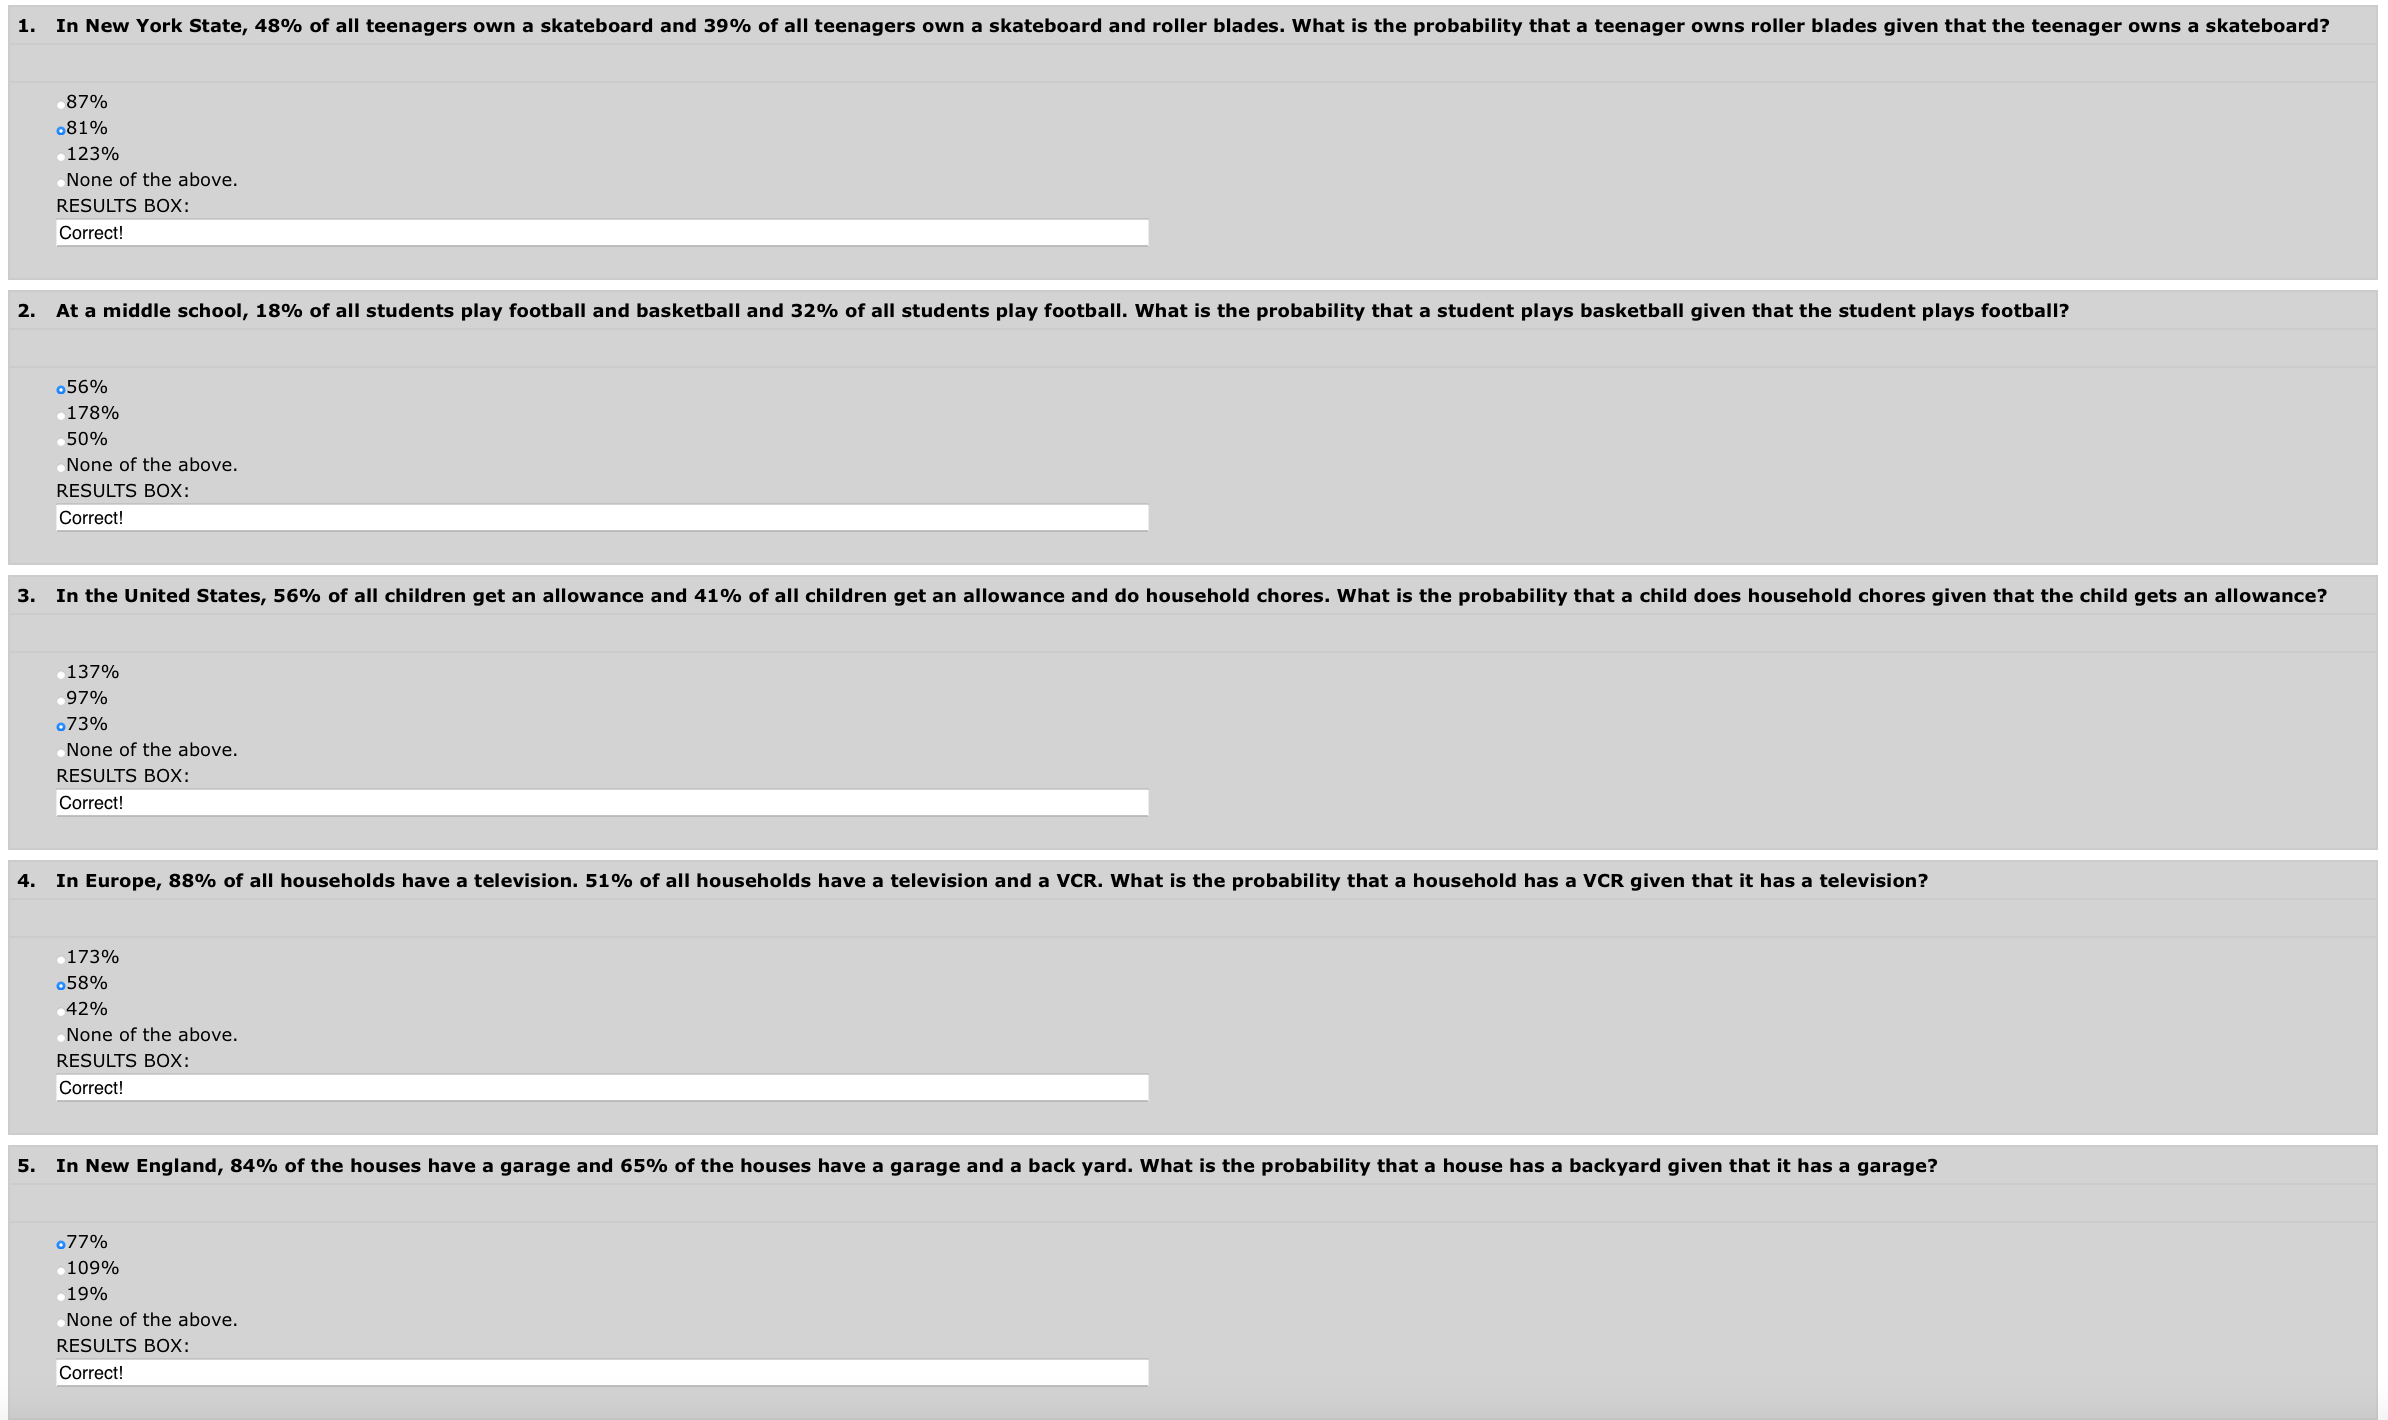 1. In New York State, 48% of all teenagers own a skateboard and 39% of all teenagers own a skateboard and roller blades. What is the probability that a teenager owns roller blades given that the teenager owns a skateboard?
87%
81%
123%
None of the above.
RESULTS BOX:
Correct!
2. At a middle school, 18% of all students play football and basketball and 32% of all students play football. What is the probability that a student plays basketball given that the student plays football?
56%
178%
50%
None of the above.
RESULTS BOX:
Correct!
3. In the United States, 56% of all children get an allowance and 41% of all children get an allowance and do household chores. What is the probability that a child does household chores given that the child gets an allowance?
137%
97%
73%
None of the above.
RESULTS BOX:
Correct!
4. In Europe, 88% of all households have a television. 51% of all households have a television and a VCR. What is the probability that a household has a VCR given that it has a television?
173%
58%
42%
None of the above.
RESULTS BOX:
Correct!
5. In New England, 84% of the houses have a garage and 65% of the houses have a garage and a back yard. What is the probability that a house has a backyard given that it has a garage?
77%
109%
19%
None of the above.
RESULTS BOX:
Correct!